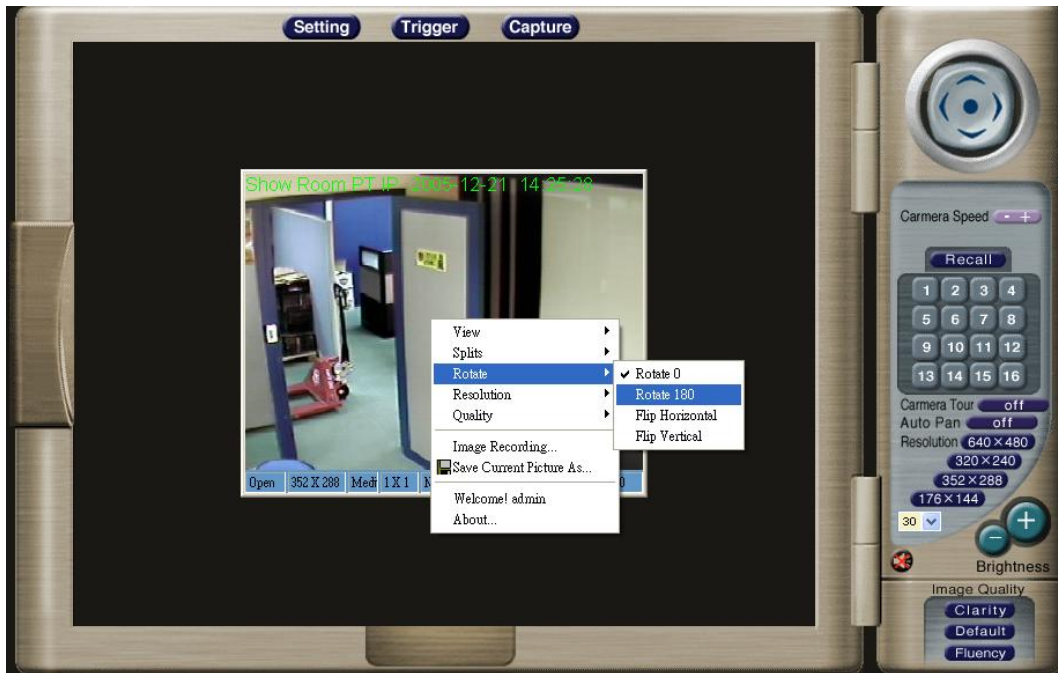 Setting Trigger Capture
Show Room PT IP 2005-12-21 14:25:28
View
Splits
Rotate
Resolution
Quality
Image Recording...
Save Current Picture As...
Welcome! admin
About...
Rotate 0
Rotate 180
Flip Horizontal
Flip Vertical
Open 352 X 288 Medi 1 X 1 N 0
Carmera Speed - +
Recall
1 2 3 4
5 6 7 8
9 10 11 12
13 14 15 16
Carmera Tour off
Auto Pan off
Resolution 640×480
320×240
352×288
176×144
30
+
−
Brightness
Image Quality
Clarity
Default
Fluency